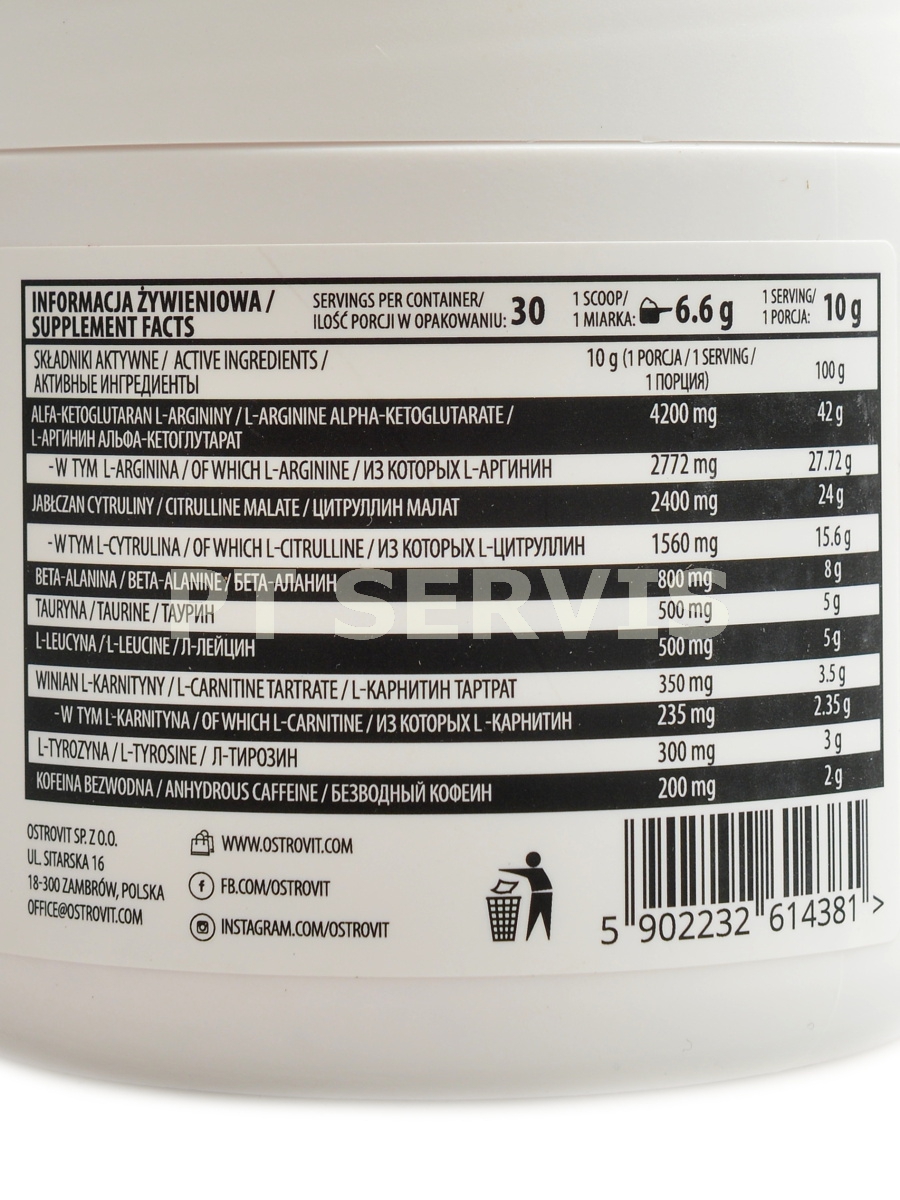 INFORMACJA ŻYWIENIOWA /
SUPPLEMENT FACTS
SERVINGS PER CONTAINER/
ILOŚĆ PORCJI W OPAKOWANIU: 30
1 SCOOP/
1 MIARKA: 6.6 g
1 SERVING/
1 PORCJA: 10 g
SKŁADNIKI AKTYWNE / ACTIVE INGREDIENTS /
АКТИВНЫЕ ИНГРЕДИЕНТЫ
10 g (1 PORCJA / 1 SERVING /
1 ПОРЦИЯ)
100 g
ALFA-KETOGLUTARAN L-ARGININY / L-ARGININE ALPHA-KETOGLUTARATE /
L-АРГИНИН АЛЬФА-КЕТОГЛУТАРАТ
4200 mg 42 g
-W TYM L-ARGININA / OF WHICH L-ARGININE / ИЗ КОТОРЫХ L-АРГИНИН 2772 mg 27.72 g
JABŁCZAN CYTRULINY / CITRULLINE MALATE / ЦИТРУЛЛИН МАЛАТ 2400 mg 24 g
-W TYM L-CYTRULINA / OF WHICH L-CITRULLINE / ИЗ КОТОРЫХ L-ЦИТРУЛЛИН 1560 mg 15.6 g
BETA-ALANINA / BETA-ALANINE / БЕТА-АЛАНИН 800 mg 8 g
PT SERVIS
TAURYNA / TAURINE / ТАУРИН 500 mg 5 g
L-LEUCYNA / L-LEUCINE / Л-ЛЕЙЦИН 500 mg 5 g
WINIAN L-KARNITYNY / L-CARNITINE TARTRATE / L-КАРНИТИН ТАРТРАТ 350 mg 3.5 g
-W TYM L-KARNITYNA / OF WHICH L-CARNITINE / ИЗ КОТОРЫХ L -КАРНИТИН 235 mg 2.35 g
L-TYROZYNA / L-TYROSINE / Л-ТИРОЗИН 300 mg 3 g
KOFEINA BEZWODNA / ANHYDROUS CAFFEINE / БЕЗВОДНЫЙ КОФЕИН 200 mg 2 g
OSTROVIT SP. Z O.O.
UL. SITARSKA 16
18-300 ZAMBRÓW, POLSKA
OFFICE@OSTROVIT.COM
WWW.OSTROVIT.COM
FB.COM/OSTROVIT
INSTAGRAM.COM/OSTROVIT
5 902232 614381 >